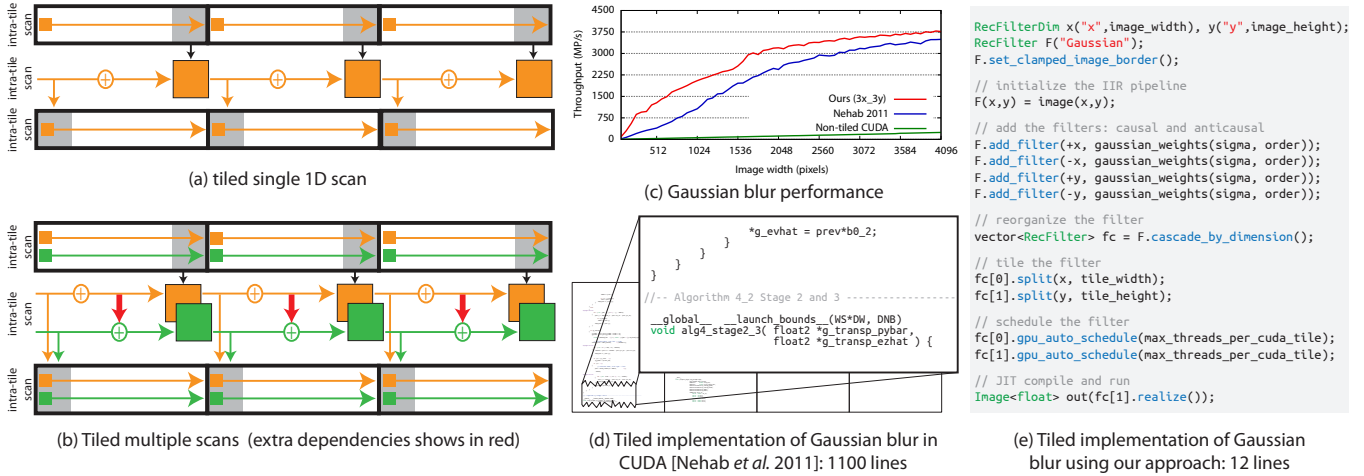 intra-tile
scan
intra-tile
scan
intra-tile
scan
(a) tiled single 1D scan
intra-tile
scan
intra-tile
scan
intra-tile
scan
(b) Tiled multiple scans (extra dependencies shows in red)
Throughput (MP/s)
4500
3750
3000
2250
1500
750
0
Ours (3x_3y)
Nehab 2011
Non-tiled CUDA
512 1024 1536 2048 2560 3072 3584 4096
Image width (pixels)
(c) Gaussian blur performance
*g_evhat = prev*b0_2;
}
}
}
}
//-- Algorithm 4_2 Stage 2 and 3 --------------------
__global__ __launch_bounds__(WS*DW, DNB)
void alg4_stage2_3( float2 *g_transp_pybar,
float2 *g_transp_ezhat ) {
(d) Tiled implementation of Gaussian blur in
CUDA [Nehab et al. 2011]: 1100 lines
RecFilterDim x("x",image_width), y("y",image_height);
RecFilter F("Gaussian");
F.set_clamped_image_border();
// initialize the IIR pipeline
F(x,y) = image(x,y);
// add the filters: causal and anticausal
F.add_filter(+x, gaussian_weights(sigma, order));
F.add_filter(-x, gaussian_weights(sigma, order));
F.add_filter(+y, gaussian_weights(sigma, order));
F.add_filter(-y, gaussian_weights(sigma, order));
// reorganize the filter
vector<RecFilter> fc = F.cascade_by_dimension();
// tile the filter
fc[0].split(x, tile_width);
fc[1].split(y, tile_height);
// schedule the filter
fc[0].gpu_auto_schedule(max_threads_per_cuda_tile);
fc[1].gpu_auto_schedule(max_threads_per_cuda_tile);
// JIT compile and run
Image<float> out(fc[1].realize());
(e) Tiled implementation of Gaussian
blur using our approach: 12 lines